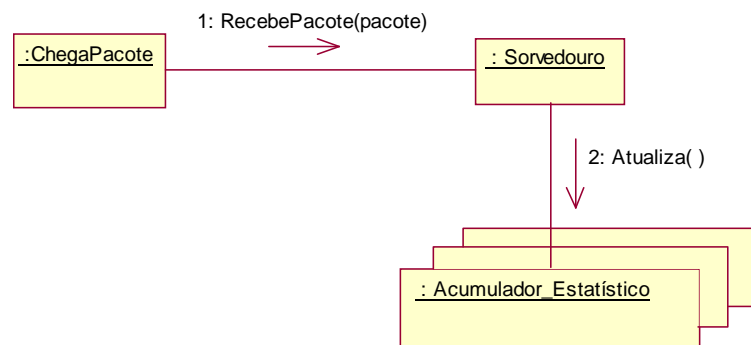 1: RecebePacote(pacote)
:ChegaPacote
: Sorvedouro
2: Atualiza( )
: Acumulador_Estatístico